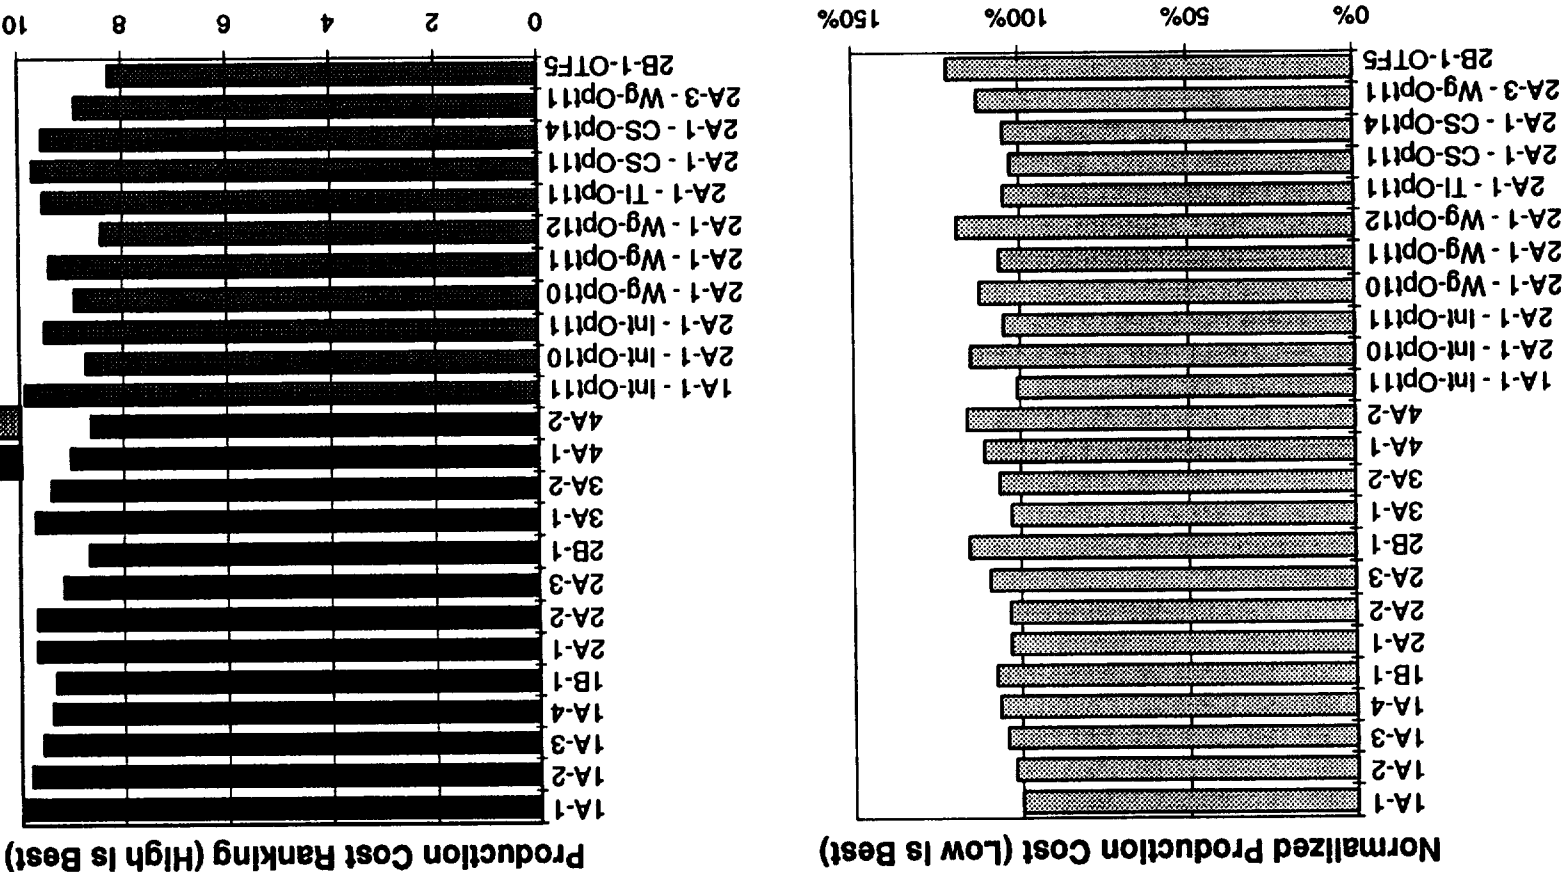 Normalized Production Cost (Low Is Best)
1A-1
1A-2
1A-3
1A-4
1B-1
2A-1
2A-2
2A-3
2B-1
3A-1
3A-2
4A-1
4A-2
1A-1 - Int-Opt11
2A-1 - Int-Opt10
2A-1 - Int-Opt11
2A-1 - Wg-Opt10
2A-1 - Wg-Opt11
2A-1 - Wg-Opt12
2A-1 - TI-Opt11
2A-1 - CS-Opt11
2A-1 - CS-Opt14
2A-3 - Wg-Opt11
2B-1-OTF5
0% 50% 100% 150%
Production Cost Ranking (High Is Best)
1A-1
1A-2
1A-3
1A-4
1B-1
2A-1
2A-2
2A-3
2B-1
3A-1
3A-2
4A-1
4A-2
1A-1 - Int-Opt11
2A-1 - Int-Opt10
2A-1 - Int-Opt11
2A-1 - Wg-Opt10
2A-1 - Wg-Opt11
2A-1 - Wg-Opt12
2A-1 - TI-Opt11
2A-1 - CS-Opt11
2A-1 - CS-Opt14
2A-3 - Wg-Opt11
2B-1-OTF5
0 2 4 6 8 10